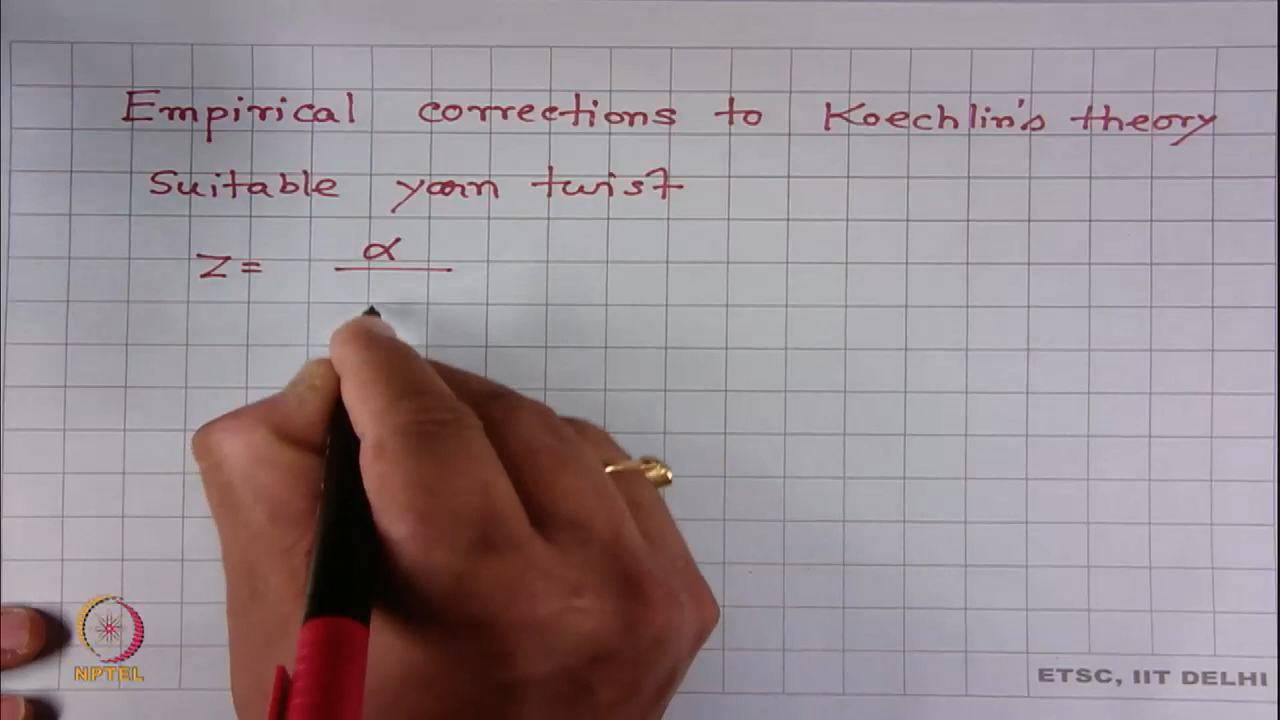 Empirical corrections to Koechlin's theory
Suitable yarn twist
Z = α
NPTEL
ETSC, IIT DELHI